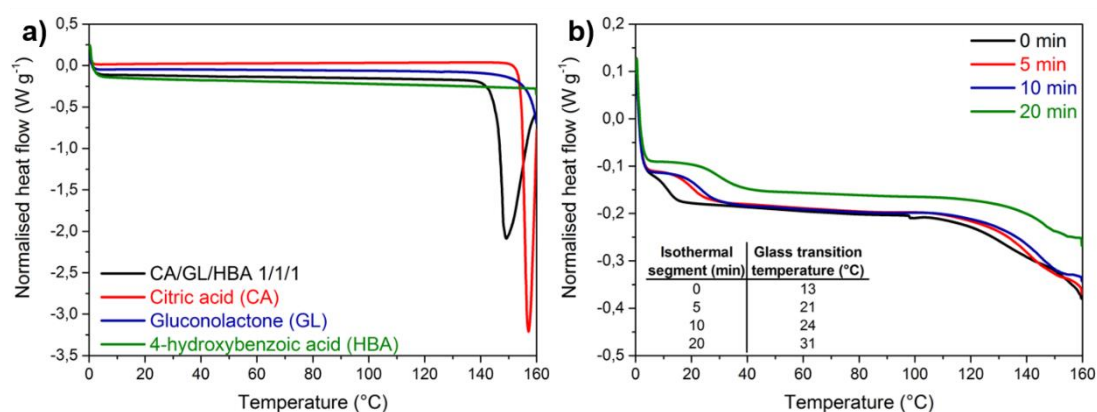 a)
0,5
0,0
-0,5
-1,0
-1,5
-2,0
-2,5
-3,0
-3,5
Normalised heat flow (W g⁻¹)
CA/GL/HBA 1/1/1
Citric acid (CA)
Gluconolactone (GL)
4-hydroxybenzoic acid (HBA)
0 20 40 60 80 100 120 140 160
Temperature (°C)
b)
0,2
0,1
0,0
-0,1
-0,2
-0,3
-0,4
-0,5
Normalised heat flow (W g⁻¹)
0 min
5 min
10 min
20 min
Isothermal Glass transition
segment (min) temperature (°C)
0 13
5 21
10 24
20 31
0 20 40 60 80 100 120 140 160
Temperature (°C)